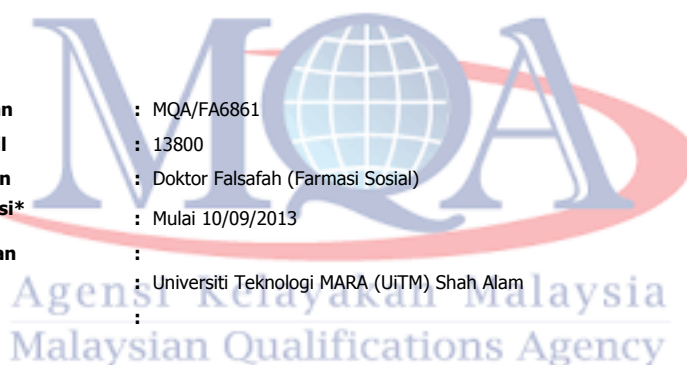 MQA
an : MQA/FA6861
l : 13800
n : Doktor Falsafah (Farmasi Sosial)
si* : Mulai 10/09/2013
an :
: Universiti Teknologi MARA (UiTM) Shah Alam
:
Agensi Kelayakan Malaysia
Malaysian Qualifications Agency